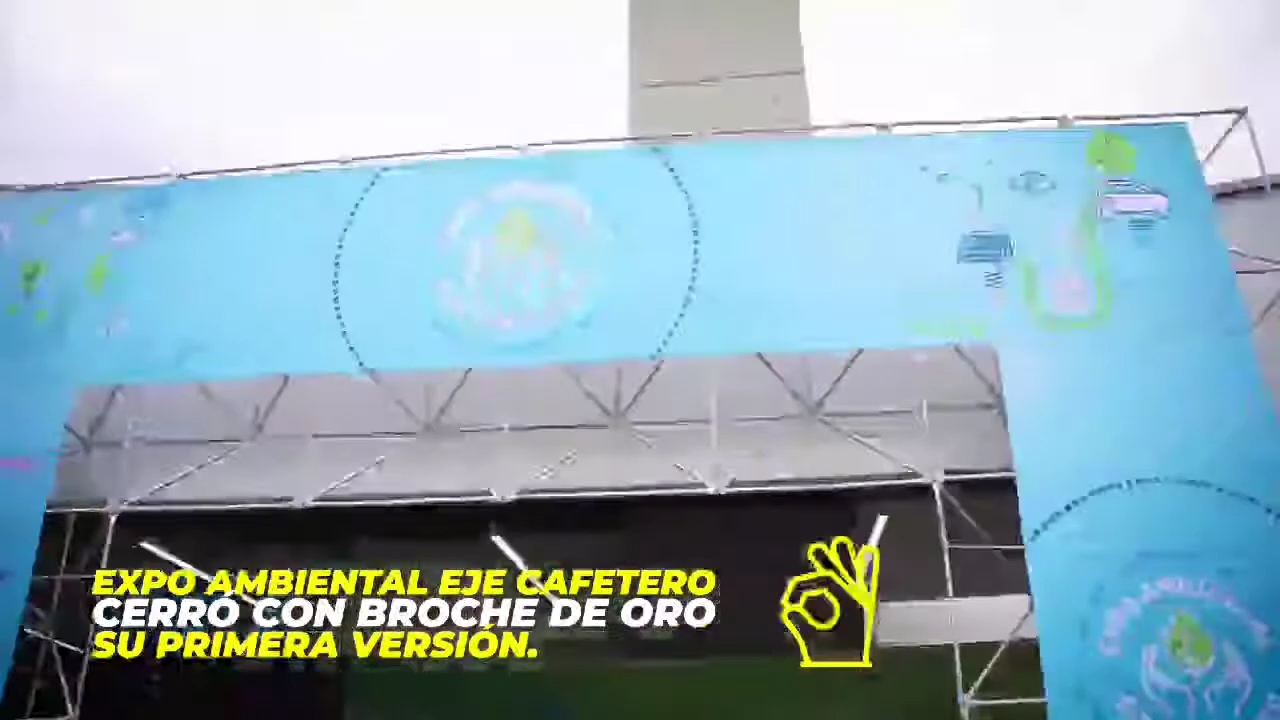 EXPO AMBIENTAL EJE CAFETERO
CERRÓ CON BROCHE DE ORO
SU PRIMERA VERSIÓN.